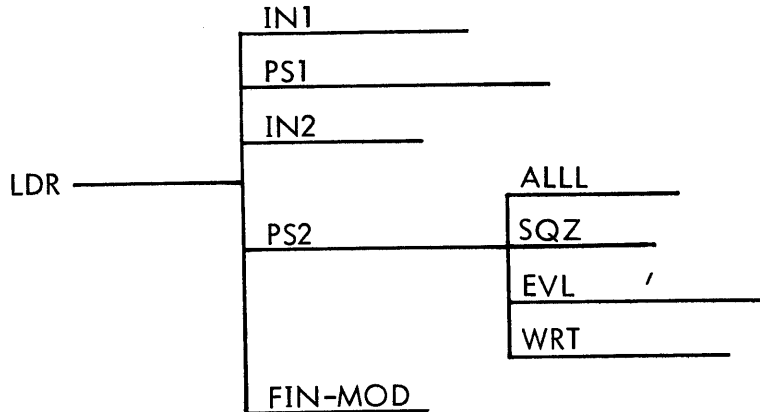 IN1
PS1
IN2
LDR
ALLL
PS2
SQZ
EVL
WRT
FIN-MOD